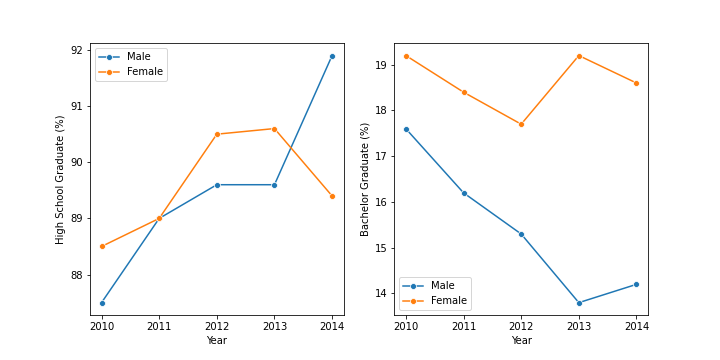 High School Graduate (%)
92
91
90
89
88
Male
Female
2010 2011 2012 2013 2014
Year
Bachelor Graduate (%)
19
18
17
16
15
14
Male
Female
2010 2011 2012 2013 2014
Year